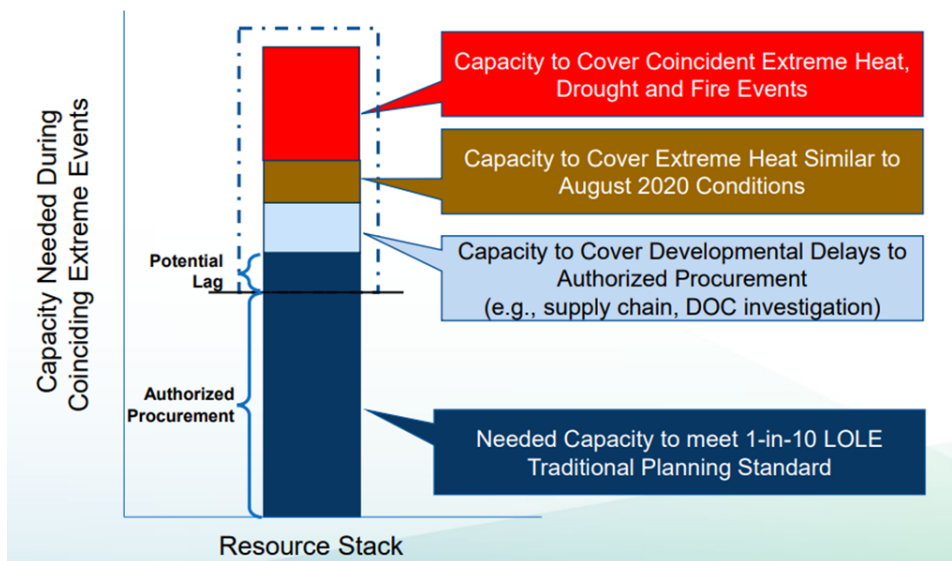 Capacity Needed During
Coinciding Extreme Events
Capacity to Cover Coincident Extreme Heat,
Drought and Fire Events
Capacity to Cover Extreme Heat Similar to
August 2020 Conditions
Capacity to Cover Developmental Delays to
Authorized Procurement
(e.g., supply chain, DOC investigation)
Potential
Lag
Authorized
Procurement
Needed Capacity to meet 1-in-10 LOLE
Traditional Planning Standard
Resource Stack